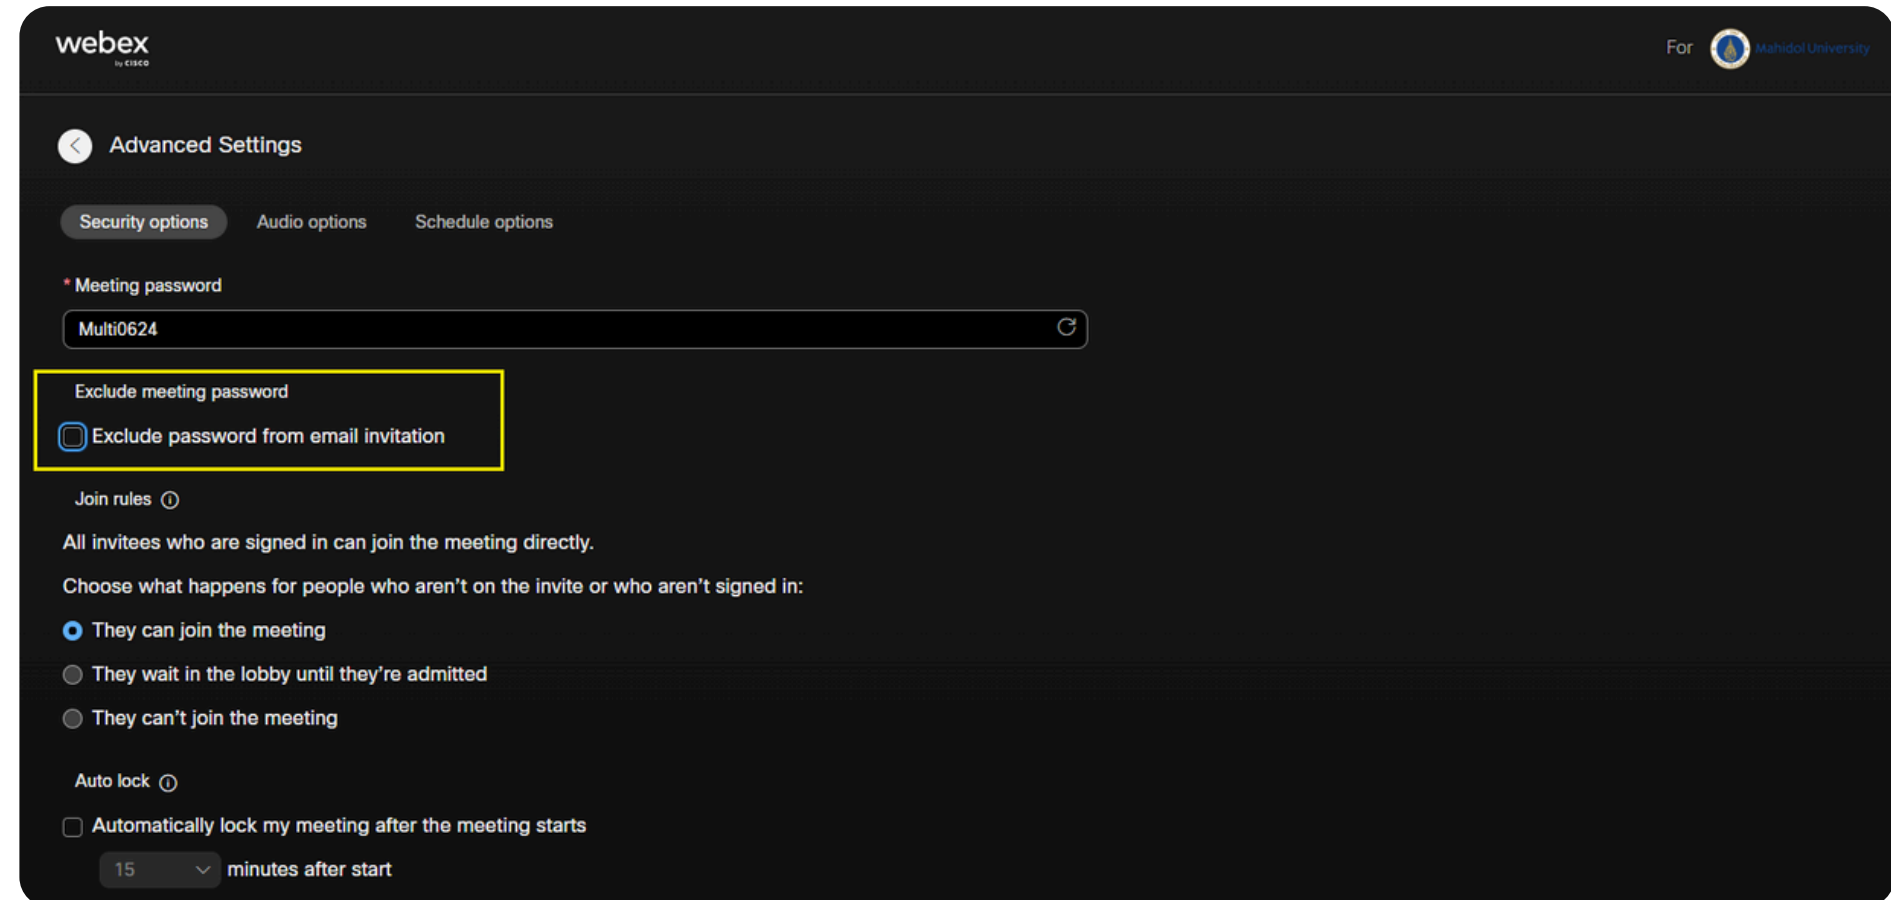 webex
by CISCO
For Mahidol University
Advanced Settings
Security options Audio options Schedule options
* Meeting password
Multi0624
Exclude meeting password
Exclude password from email invitation
Join rules
All invitees who are signed in can join the meeting directly.
Choose what happens for people who aren't on the invite or who aren't signed in:
They can join the meeting
They wait in the lobby until they're admitted
They can't join the meeting
Auto lock
Automatically lock my meeting after the meeting starts
15 minutes after start